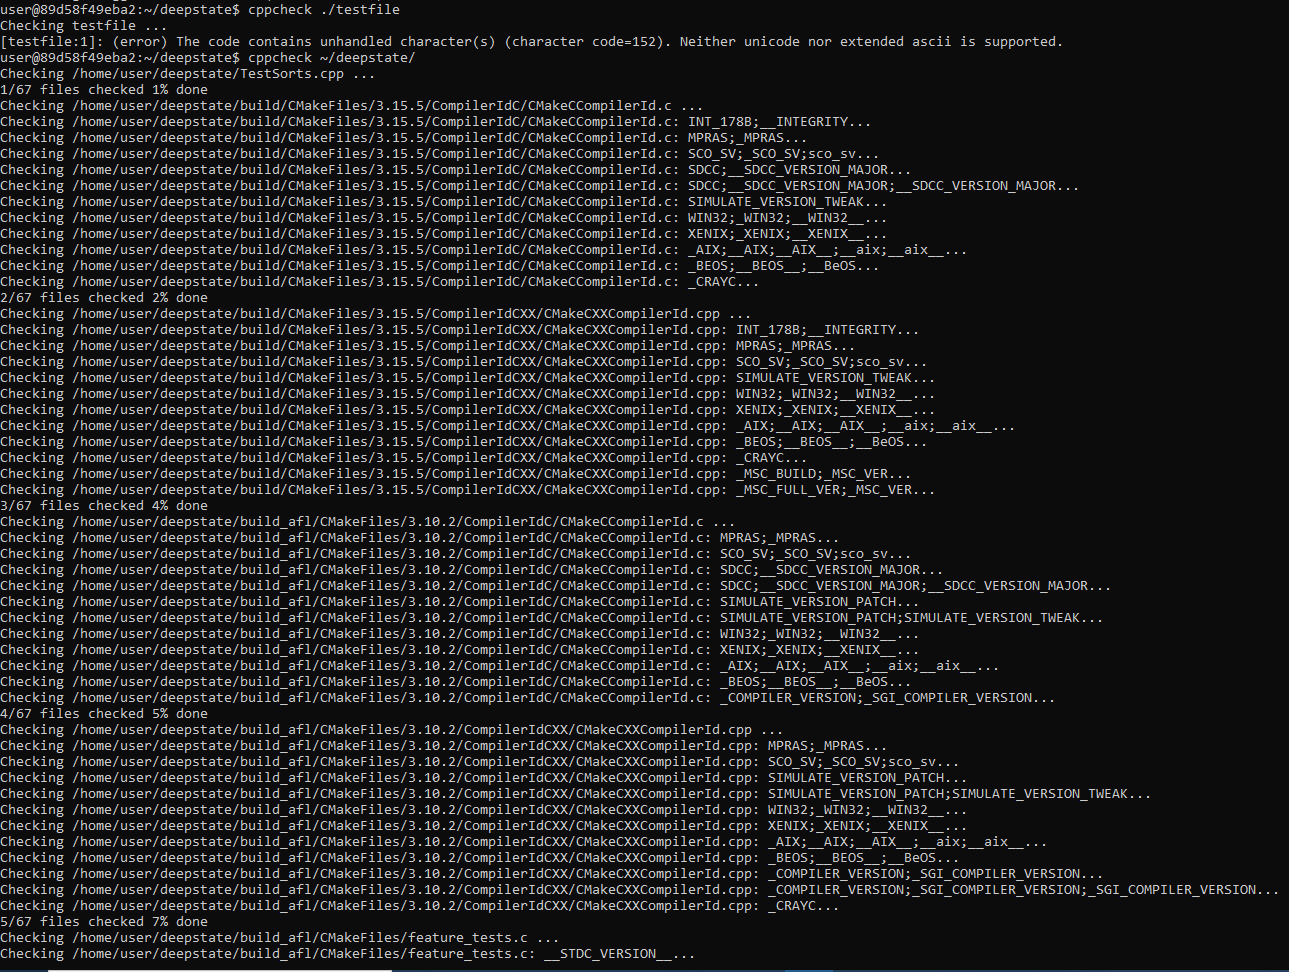 user@89d58f49eba2:~/deepstate$ cppcheck ./testfile
Checking testfile ...
[testfile:1]: (error) The code contains unhandled character(s) (character code=152). Neither unicode nor extended ascii is supported.
user@89d58f49eba2:~/deepstate$ cppcheck ~/deepstate/
Checking /home/user/deepstate/TestSorts.cpp ...
1/67 files checked 1% done
Checking /home/user/deepstate/build/CMakeFiles/3.15.5/CompilerIdC/CMakeCCompilerId.c ...
Checking /home/user/deepstate/build/CMakeFiles/3.15.5/CompilerIdC/CMakeCCompilerId.c: INT_178B;__INTEGRITY...
Checking /home/user/deepstate/build/CMakeFiles/3.15.5/CompilerIdC/CMakeCCompilerId.c: MPRAS;_MPRAS...
Checking /home/user/deepstate/build/CMakeFiles/3.15.5/CompilerIdC/CMakeCCompilerId.c: SCO_SV;_SCO_SV;sco_sv...
Checking /home/user/deepstate/build/CMakeFiles/3.15.5/CompilerIdC/CMakeCCompilerId.c: SDCC;__SDCC_VERSION_MAJOR...
Checking /home/user/deepstate/build/CMakeFiles/3.15.5/CompilerIdC/CMakeCCompilerId.c: SDCC;__SDCC_VERSION_MAJOR;__SDCC_VERSION_MAJOR...
Checking /home/user/deepstate/build/CMakeFiles/3.15.5/CompilerIdC/CMakeCCompilerId.c: SIMULATE_VERSION_TWEAK...
Checking /home/user/deepstate/build/CMakeFiles/3.15.5/CompilerIdC/CMakeCCompilerId.c: WIN32;_WIN32;__WIN32__...
Checking /home/user/deepstate/build/CMakeFiles/3.15.5/CompilerIdC/CMakeCCompilerId.c: XENIX;_XENIX;__XENIX__...
Checking /home/user/deepstate/build/CMakeFiles/3.15.5/CompilerIdC/CMakeCCompilerId.c: _AIX;__AIX;__AIX__;__aix;__aix__...
Checking /home/user/deepstate/build/CMakeFiles/3.15.5/CompilerIdC/CMakeCCompilerId.c: _BEOS;__BEOS__;__BeOS...
Checking /home/user/deepstate/build/CMakeFiles/3.15.5/CompilerIdC/CMakeCCompilerId.c: _CRAYC...
2/67 files checked 2% done
Checking /home/user/deepstate/build/CMakeFiles/3.15.5/CompilerIdCXX/CMakeCXXCompilerId.cpp ...
Checking /home/user/deepstate/build/CMakeFiles/3.15.5/CompilerIdCXX/CMakeCXXCompilerId.cpp: INT_178B;__INTEGRITY...
Checking /home/user/deepstate/build/CMakeFiles/3.15.5/CompilerIdCXX/CMakeCXXCompilerId.cpp: MPRAS;_MPRAS...
Checking /home/user/deepstate/build/CMakeFiles/3.15.5/CompilerIdCXX/CMakeCXXCompilerId.cpp: SCO_SV;_SCO_SV;sco_sv...
Checking /home/user/deepstate/build/CMakeFiles/3.15.5/CompilerIdCXX/CMakeCXXCompilerId.cpp: SIMULATE_VERSION_TWEAK...
Checking /home/user/deepstate/build/CMakeFiles/3.15.5/CompilerIdCXX/CMakeCXXCompilerId.cpp: WIN32;_WIN32;__WIN32__...
Checking /home/user/deepstate/build/CMakeFiles/3.15.5/CompilerIdCXX/CMakeCXXCompilerId.cpp: XENIX;_XENIX;__XENIX__...
Checking /home/user/deepstate/build/CMakeFiles/3.15.5/CompilerIdCXX/CMakeCXXCompilerId.cpp: _AIX;__AIX;__AIX__;__aix;__aix__...
Checking /home/user/deepstate/build/CMakeFiles/3.15.5/CompilerIdCXX/CMakeCXXCompilerId.cpp: _BEOS;__BEOS__;__BeOS...
Checking /home/user/deepstate/build/CMakeFiles/3.15.5/CompilerIdCXX/CMakeCXXCompilerId.cpp: _CRAYC...
Checking /home/user/deepstate/build/CMakeFiles/3.15.5/CompilerIdCXX/CMakeCXXCompilerId.cpp: _MSC_BUILD;_MSC_VER...
Checking /home/user/deepstate/build/CMakeFiles/3.15.5/CompilerIdCXX/CMakeCXXCompilerId.cpp: _MSC_FULL_VER;_MSC_VER...
3/67 files checked 4% done
Checking /home/user/deepstate/build_afl/CMakeFiles/3.10.2/CompilerIdC/CMakeCCompilerId.c ...
Checking /home/user/deepstate/build_afl/CMakeFiles/3.10.2/CompilerIdC/CMakeCCompilerId.c: MPRAS;_MPRAS...
Checking /home/user/deepstate/build_afl/CMakeFiles/3.10.2/CompilerIdC/CMakeCCompilerId.c: SCO_SV;_SCO_SV;sco_sv...
Checking /home/user/deepstate/build_afl/CMakeFiles/3.10.2/CompilerIdC/CMakeCCompilerId.c: SDCC;__SDCC_VERSION_MAJOR...
Checking /home/user/deepstate/build_afl/CMakeFiles/3.10.2/CompilerIdC/CMakeCCompilerId.c: SDCC;__SDCC_VERSION_MAJOR;__SDCC_VERSION_MAJOR...
Checking /home/user/deepstate/build_afl/CMakeFiles/3.10.2/CompilerIdC/CMakeCCompilerId.c: SIMULATE_VERSION_PATCH...
Checking /home/user/deepstate/build_afl/CMakeFiles/3.10.2/CompilerIdC/CMakeCCompilerId.c: SIMULATE_VERSION_PATCH;SIMULATE_VERSION_TWEAK...
Checking /home/user/deepstate/build_afl/CMakeFiles/3.10.2/CompilerIdC/CMakeCCompilerId.c: WIN32;_WIN32;__WIN32__...
Checking /home/user/deepstate/build_afl/CMakeFiles/3.10.2/CompilerIdC/CMakeCCompilerId.c: XENIX;_XENIX;__XENIX__...
Checking /home/user/deepstate/build_afl/CMakeFiles/3.10.2/CompilerIdC/CMakeCCompilerId.c: _AIX;__AIX;__AIX__;__aix;__aix__...
Checking /home/user/deepstate/build_afl/CMakeFiles/3.10.2/CompilerIdC/CMakeCCompilerId.c: _BEOS;__BEOS__;__BeOS...
Checking /home/user/deepstate/build_afl/CMakeFiles/3.10.2/CompilerIdC/CMakeCCompilerId.c: _COMPILER_VERSION;_SGI_COMPILER_VERSION...
4/67 files checked 5% done
Checking /home/user/deepstate/build_afl/CMakeFiles/3.10.2/CompilerIdCXX/CMakeCXXCompilerId.cpp ...
Checking /home/user/deepstate/build_afl/CMakeFiles/3.10.2/CompilerIdCXX/CMakeCXXCompilerId.cpp: MPRAS;_MPRAS...
Checking /home/user/deepstate/build_afl/CMakeFiles/3.10.2/CompilerIdCXX/CMakeCXXCompilerId.cpp: SCO_SV;_SCO_SV;sco_sv...
Checking /home/user/deepstate/build_afl/CMakeFiles/3.10.2/CompilerIdCXX/CMakeCXXCompilerId.cpp: SIMULATE_VERSION_PATCH...
Checking /home/user/deepstate/build_afl/CMakeFiles/3.10.2/CompilerIdCXX/CMakeCXXCompilerId.cpp: SIMULATE_VERSION_PATCH;SIMULATE_VERSION_TWEAK...
Checking /home/user/deepstate/build_afl/CMakeFiles/3.10.2/CompilerIdCXX/CMakeCXXCompilerId.cpp: WIN32;_WIN32;__WIN32__...
Checking /home/user/deepstate/build_afl/CMakeFiles/3.10.2/CompilerIdCXX/CMakeCXXCompilerId.cpp: XENIX;_XENIX;__XENIX__...
Checking /home/user/deepstate/build_afl/CMakeFiles/3.10.2/CompilerIdCXX/CMakeCXXCompilerId.cpp: _AIX;__AIX;__AIX__;__aix;__aix__...
Checking /home/user/deepstate/build_afl/CMakeFiles/3.10.2/CompilerIdCXX/CMakeCXXCompilerId.cpp: _BEOS;__BEOS__;__BeOS...
Checking /home/user/deepstate/build_afl/CMakeFiles/3.10.2/CompilerIdCXX/CMakeCXXCompilerId.cpp: _COMPILER_VERSION;_SGI_COMPILER_VERSION...
Checking /home/user/deepstate/build_afl/CMakeFiles/3.10.2/CompilerIdCXX/CMakeCXXCompilerId.cpp: _COMPILER_VERSION;_SGI_COMPILER_VERSION;_SGI_COMPILER_VERSION...
Checking /home/user/deepstate/build_afl/CMakeFiles/3.10.2/CompilerIdCXX/CMakeCXXCompilerId.cpp: _CRAYC...
5/67 files checked 7% done
Checking /home/user/deepstate/build_afl/CMakeFiles/feature_tests.c ...
Checking /home/user/deepstate/build_afl/CMakeFiles/feature_tests.c: __STDC_VERSION__...